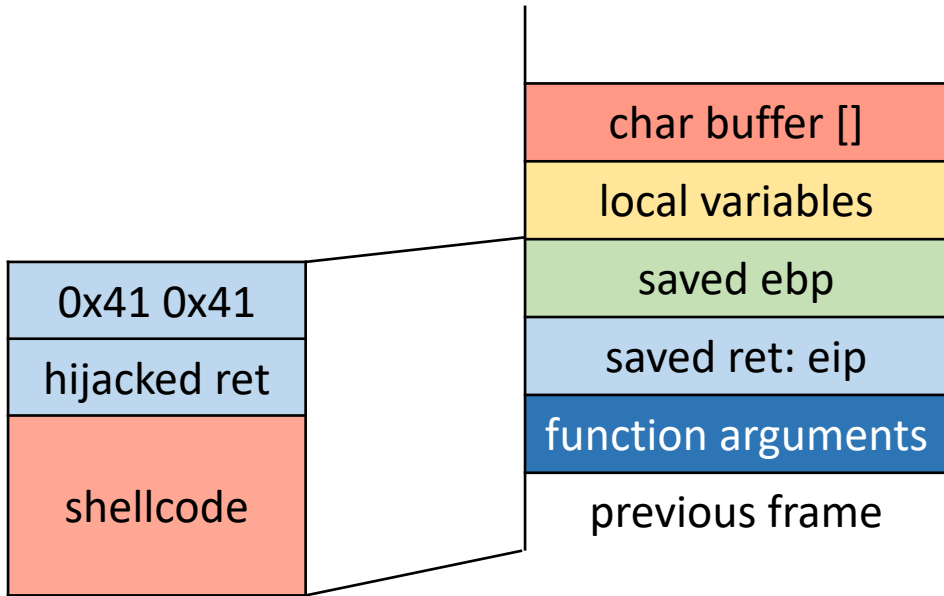 char buffer []
local variables
saved ebp
saved ret: eip
function arguments
previous frame
0x41 0x41
hijacked ret
shellcode